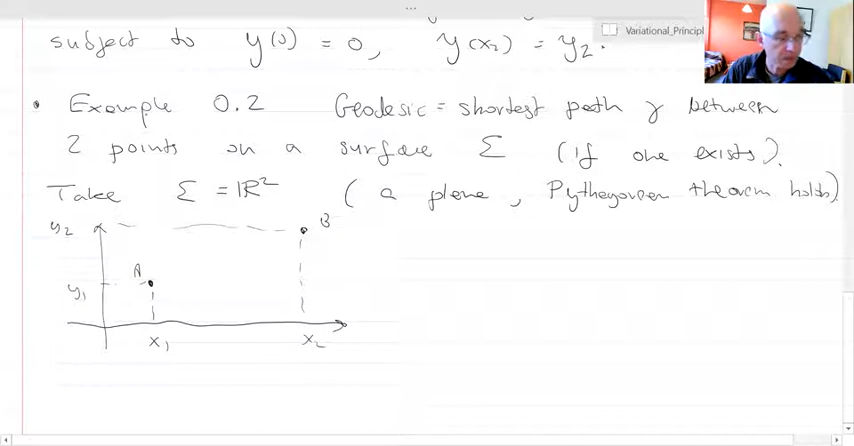 subject to y(0) = 0, y(x₂) = y₂.
Variational_Principl
• Example 0.2 Geodesic = shortest path γ between
2 points on a surface Σ (if one exists).
Take Σ = ℝ² (a plane, Pythagorean theorem holds)
y₂ B
A
y₁
x₁ x₂